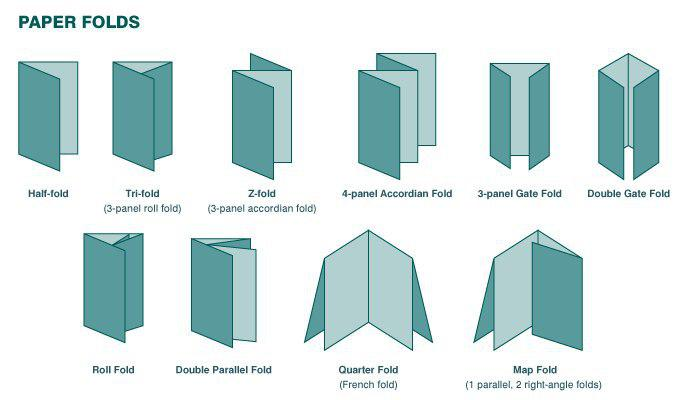 PAPER FOLDS
Half-fold
Tri-fold
(3-panel roll fold)
Z-fold
(3-panel accordian fold)
4-panel Accordian Fold
3-panel Gate Fold
Double Gate Fold
Roll Fold
Double Parallel Fold
Quarter Fold
(French fold)
Map Fold
(1 parallel, 2 right-angle folds)